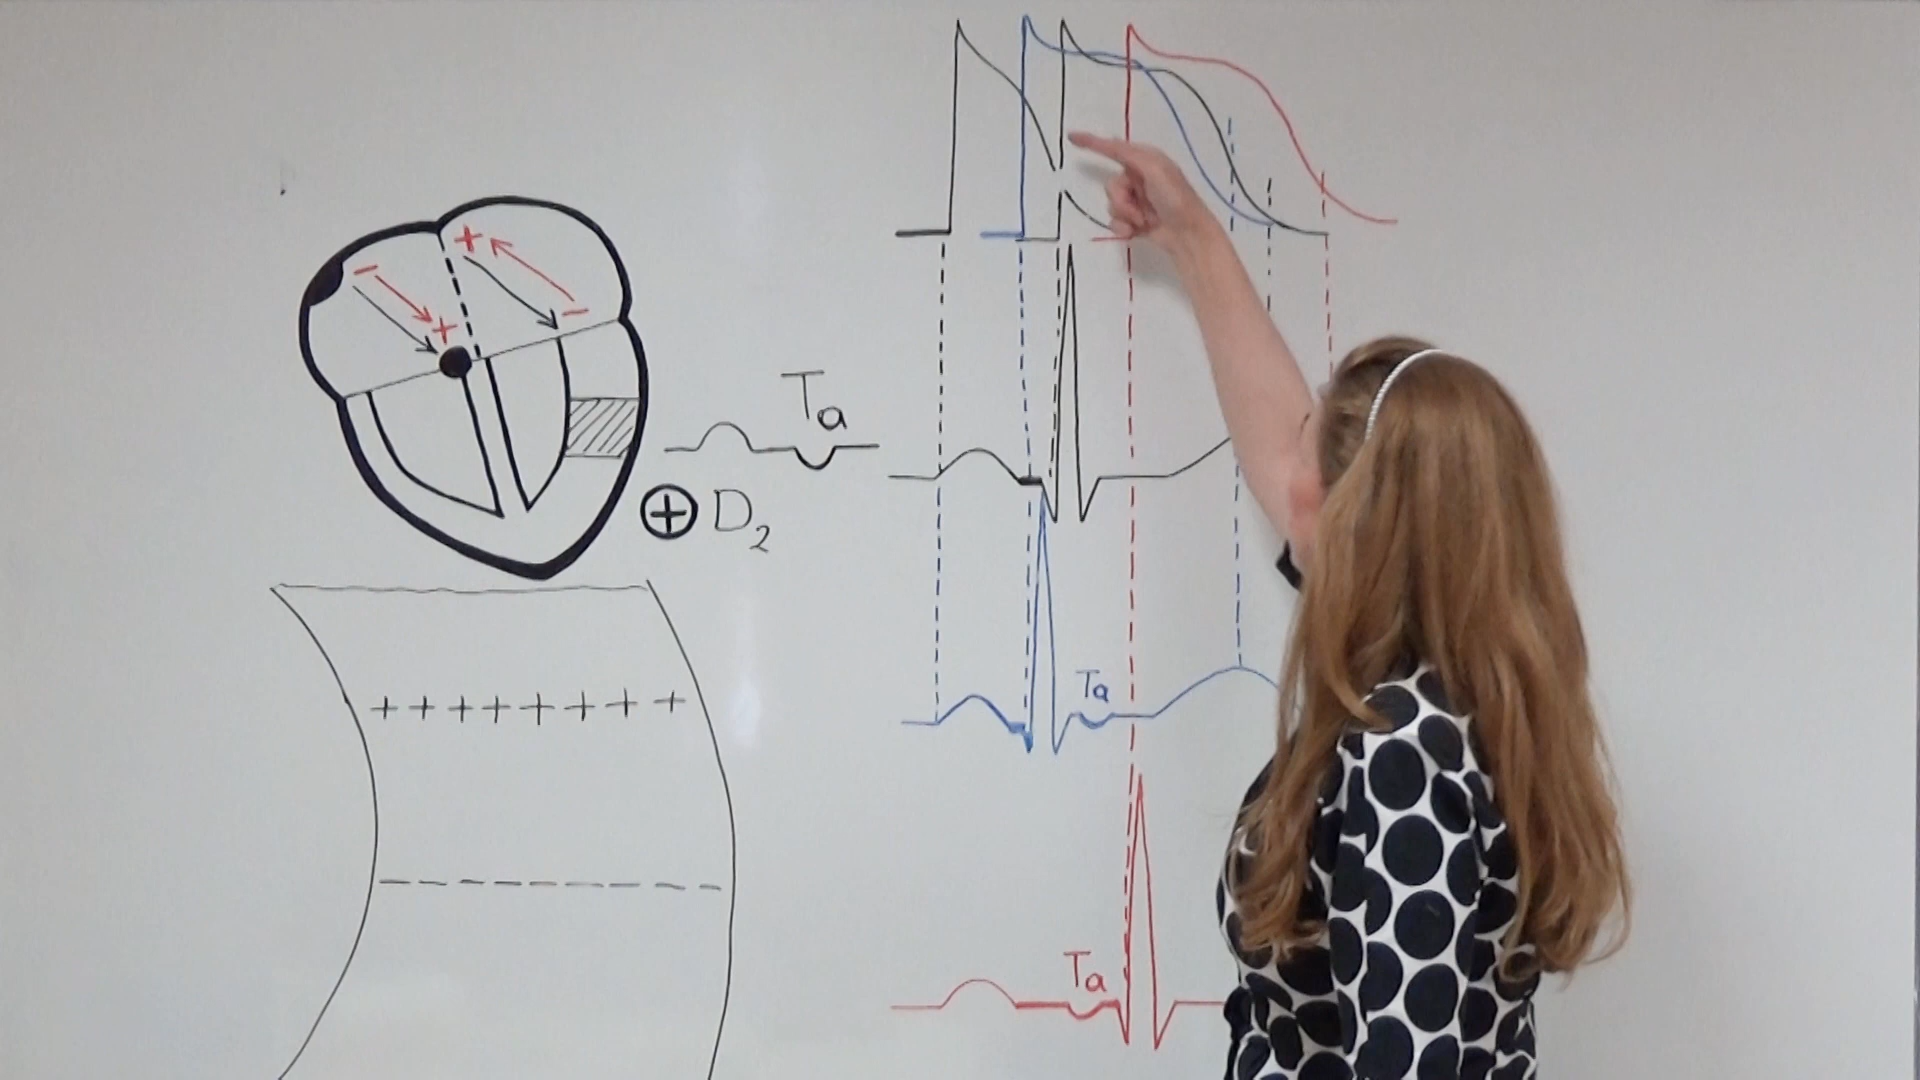 - +
+ -
Ta
⊕ D₂
+ + + + + + + +
- - - - - - - - -
Ta
Ta